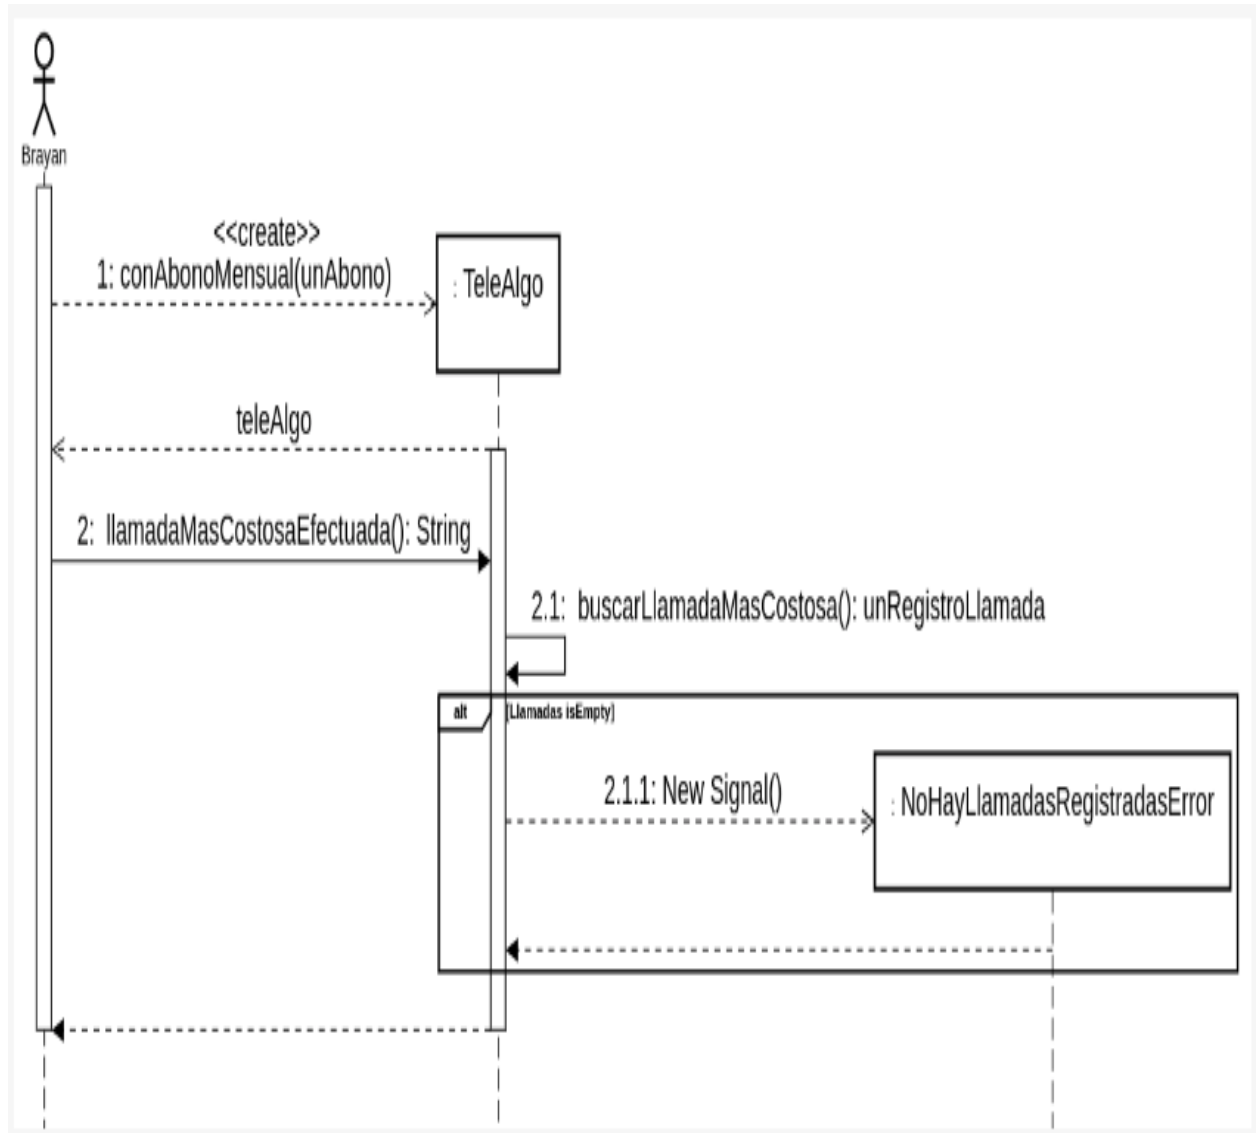 Brayan
<<create>>
1: conAbonoMensual(unAbono)
: TeleAlgo
teleAlgo
2: llamadaMasCostosaEfectuada(): String
2.1: buscarLlamadaMasCostosa(): unRegistroLlamada
alt [Llamadas isEmpty]
2.1.1: New Signal()
: NoHayLlamadasRegistradasError